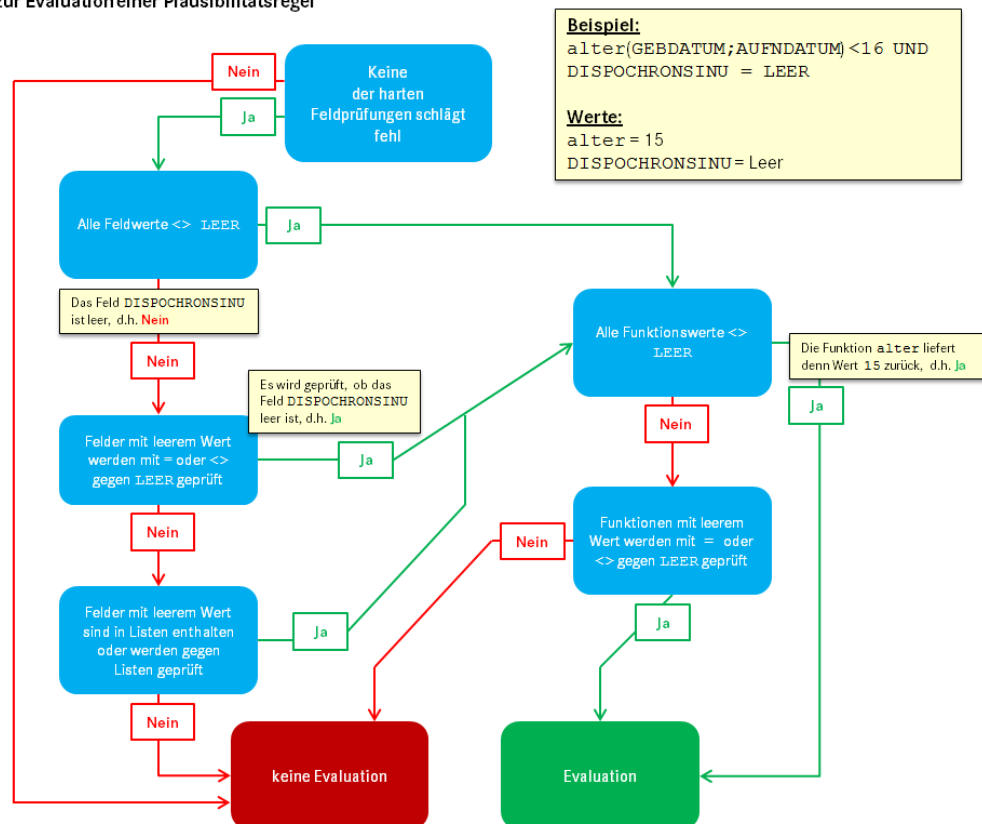 zur Evaluation einer Plausibilitätsregel
Beispiel:
alter(GEBDATUM;AUFNDATUM)<16 UND
DISPOCHRONSINU = LEER
Werte:
alter = 15
DISPOCHRONSINU = Leer
Nein
Keine
der harten
Feldprüfungen schlägt
fehl
Ja
Alle Feldwerte <> LEER
Ja
Das Feld DISPOCHRONSINU
ist leer, d.h. Nein
Nein
Alle Funktionswerte <>
LEER
Die Funktion alter liefert
denn Wert 15 zurück, d.h. Ja
Ja
Es wird geprüft, ob das
Feld DISPOCHRONSINU
leer ist, d.h. Ja
Nein
Felder mit leerem Wert
werden mit = oder <>
gegen LEER geprüft
Ja
Nein
Funktionen mit leerem
Wert werden mit = oder
<> gegen LEER geprüft
Nein
Ja
Felder mit leerem Wert
sind in Listen enthalten
oder werden gegen
Listen geprüft
Ja
Nein
keine Evaluation
Evaluation